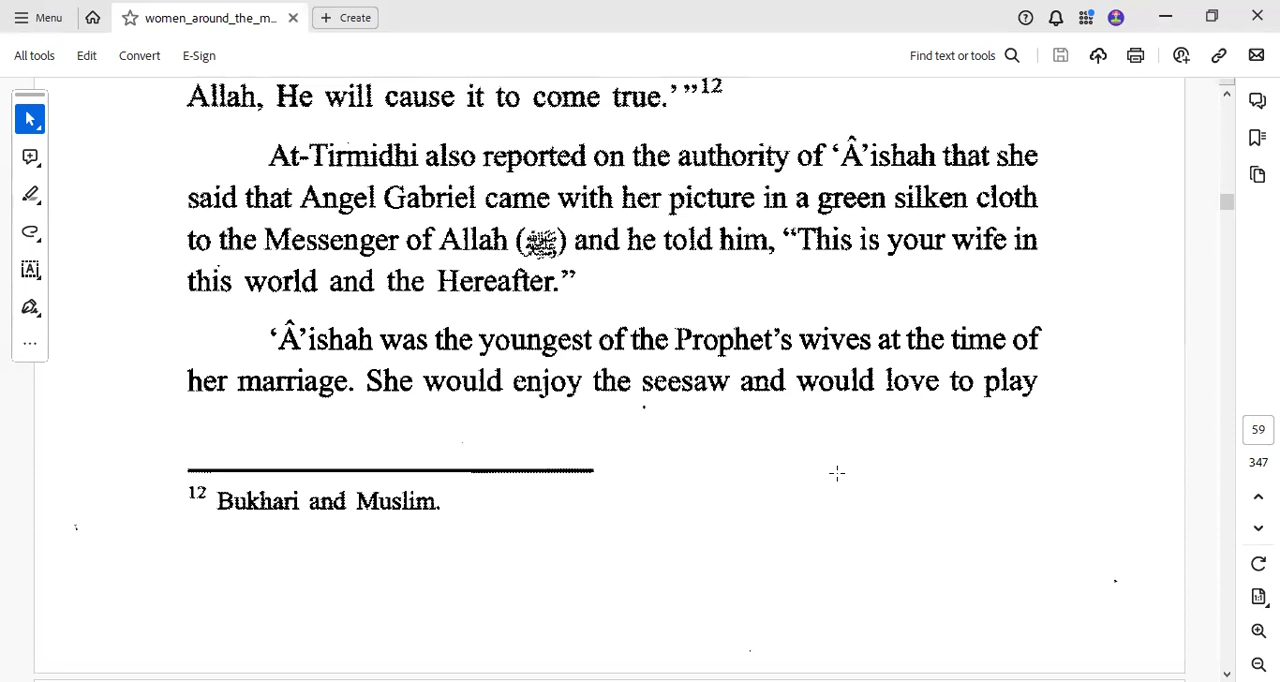 Menu
women_around_the_m...
Create
All tools
Edit
Convert
E-Sign
Find text or tools
Allah, He will cause it to come true.’”12
At-Tirmidhi also reported on the authority of ‘Â’ishah that she
said that Angel Gabriel came with her picture in a green silken cloth
to the Messenger of Allah (ﷺ) and he told him, “This is your wife in
this world and the Hereafter.”
‘Â’ishah was the youngest of the Prophet’s wives at the time of
her marriage. She would enjoy the seesaw and would love to play
12 Bukhari and Muslim.
59
347